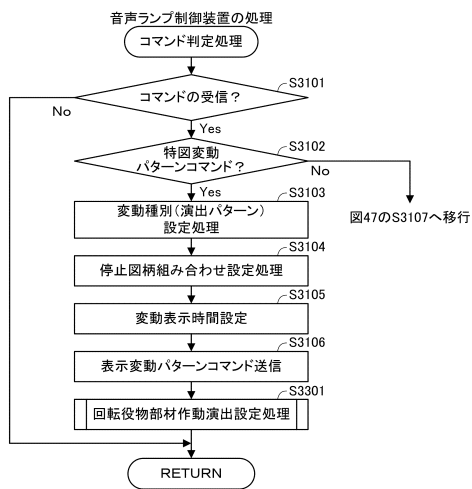 音声ランプ制御装置の処理
コマンド判定処理
S3101
コマンドの受信？
No
Yes
S3102
特図変動
パターンコマンド？
No
Yes
S3103
変動種別（演出パターン）
設定処理
図47のS3107へ移行
S3104
停止図柄組み合わせ設定処理
S3105
変動表示時間設定
S3106
表示変動パターンコマンド送信
S3301
回転役物部材作動演出設定処理
RETURN